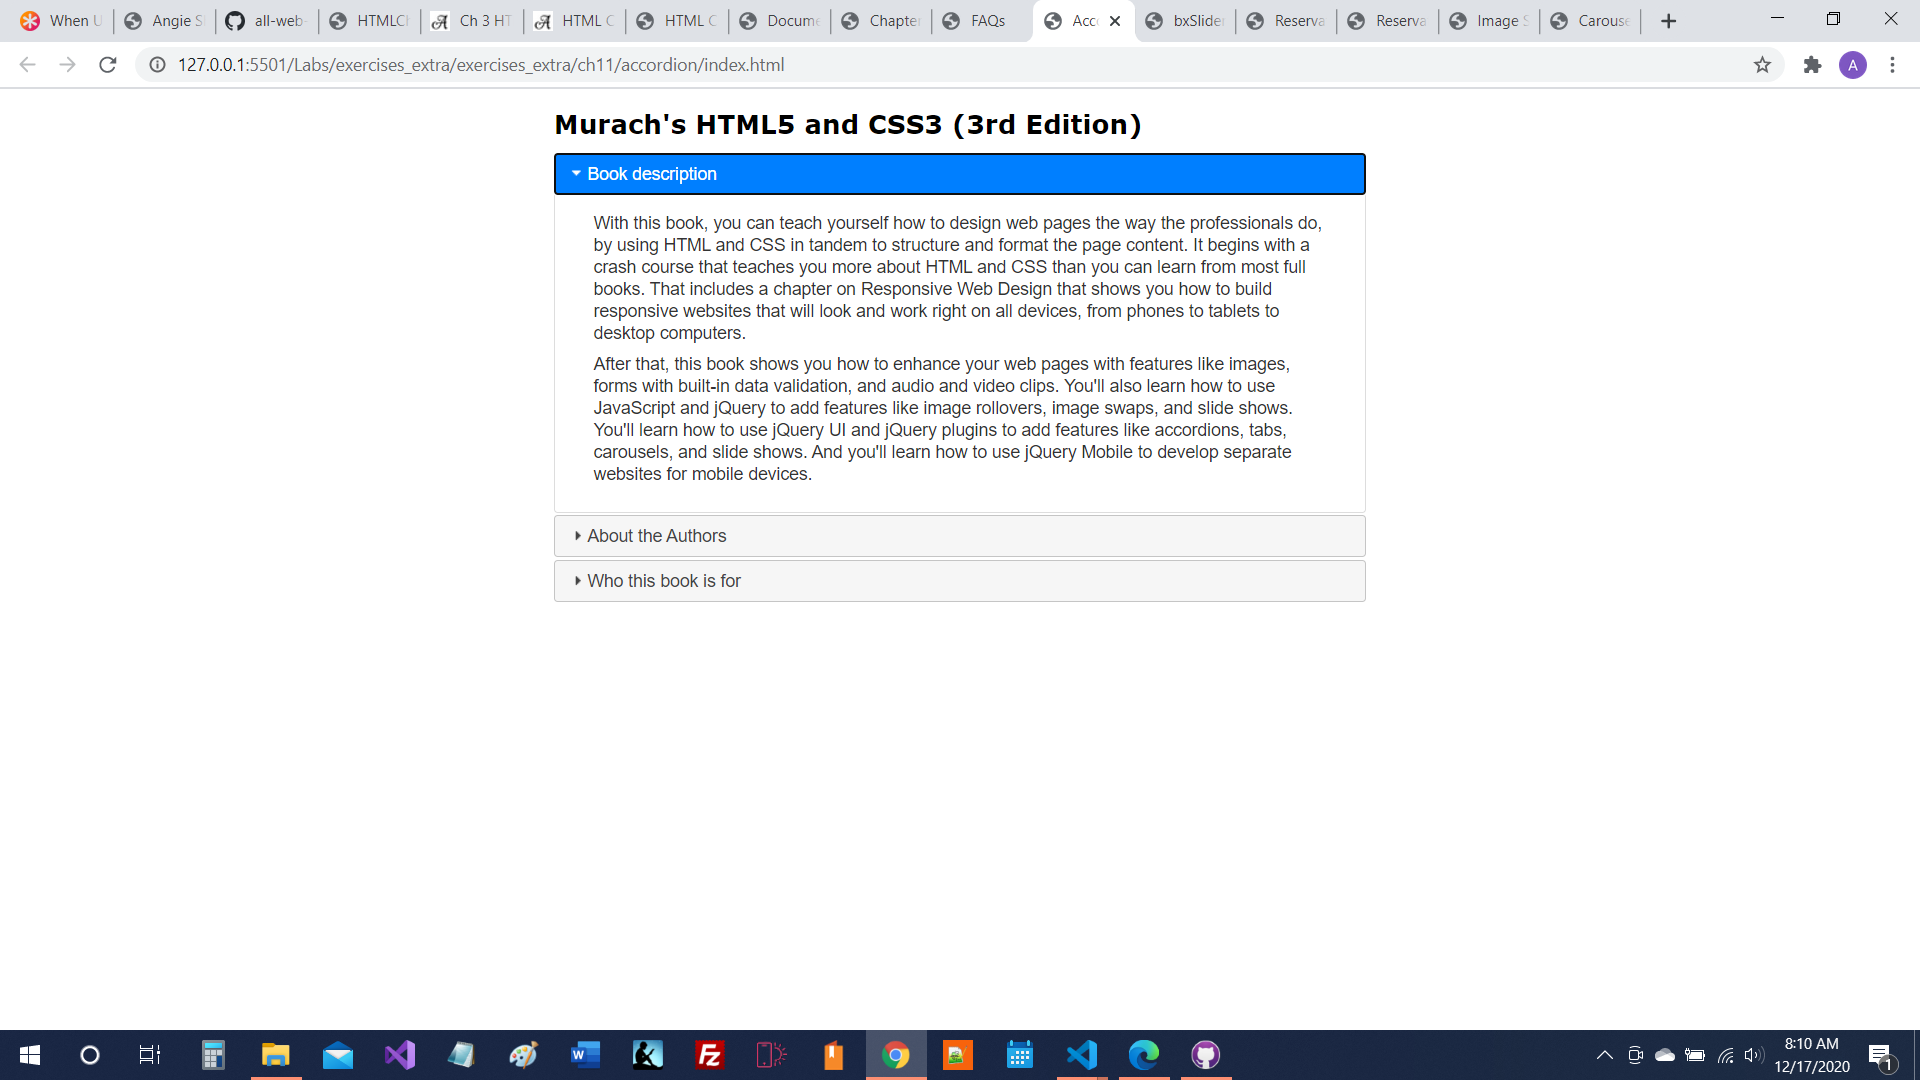 When U
Angie S
all-web-
HTMLCh
Ch 3 HT
HTML C
HTML C
Docume
Chapter
FAQs
Acc
bxSlider
Reserva
Reserva
Image S
Carouse
127.0.0.1:5501/Labs/exercises_extra/exercises_extra/ch11/accordion/index.html
A
Murach's HTML5 and CSS3 (3rd Edition)
Book description
With this book, you can teach yourself how to design web pages the way the professionals do,
by using HTML and CSS in tandem to structure and format the page content. It begins with a
crash course that teaches you more about HTML and CSS than you can learn from most full
books. That includes a chapter on Responsive Web Design that shows you how to build
responsive websites that will look and work right on all devices, from phones to tablets to
desktop computers.
After that, this book shows you how to enhance your web pages with features like images,
forms with built-in data validation, and audio and video clips. You'll also learn how to use
JavaScript and jQuery to add features like image rollovers, image swaps, and slide shows.
You'll learn how to use jQuery UI and jQuery plugins to add features like accordions, tabs,
carousels, and slide shows. And you'll learn how to use jQuery Mobile to develop separate
websites for mobile devices.
About the Authors
Who this book is for
8:10 AM
12/17/2020
1